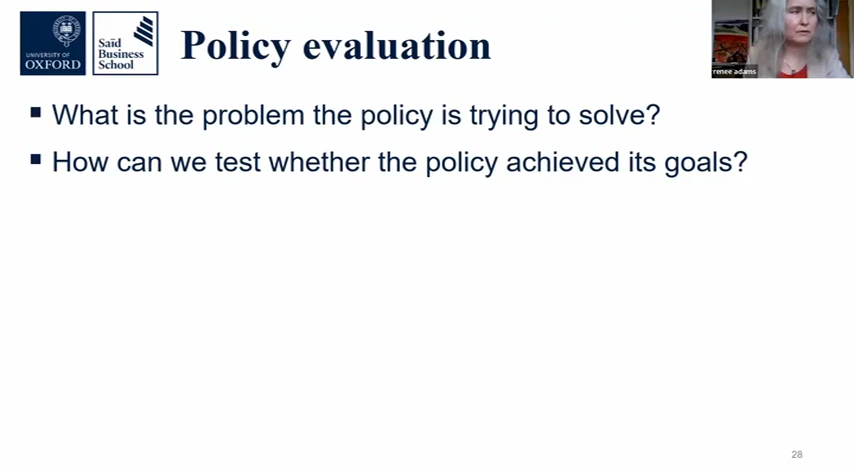 UNIVERSITY OF
OXFORD
Saïd
Business
School
Policy evaluation
renee adams
What is the problem the policy is trying to solve?
How can we test whether the policy achieved its goals?
28